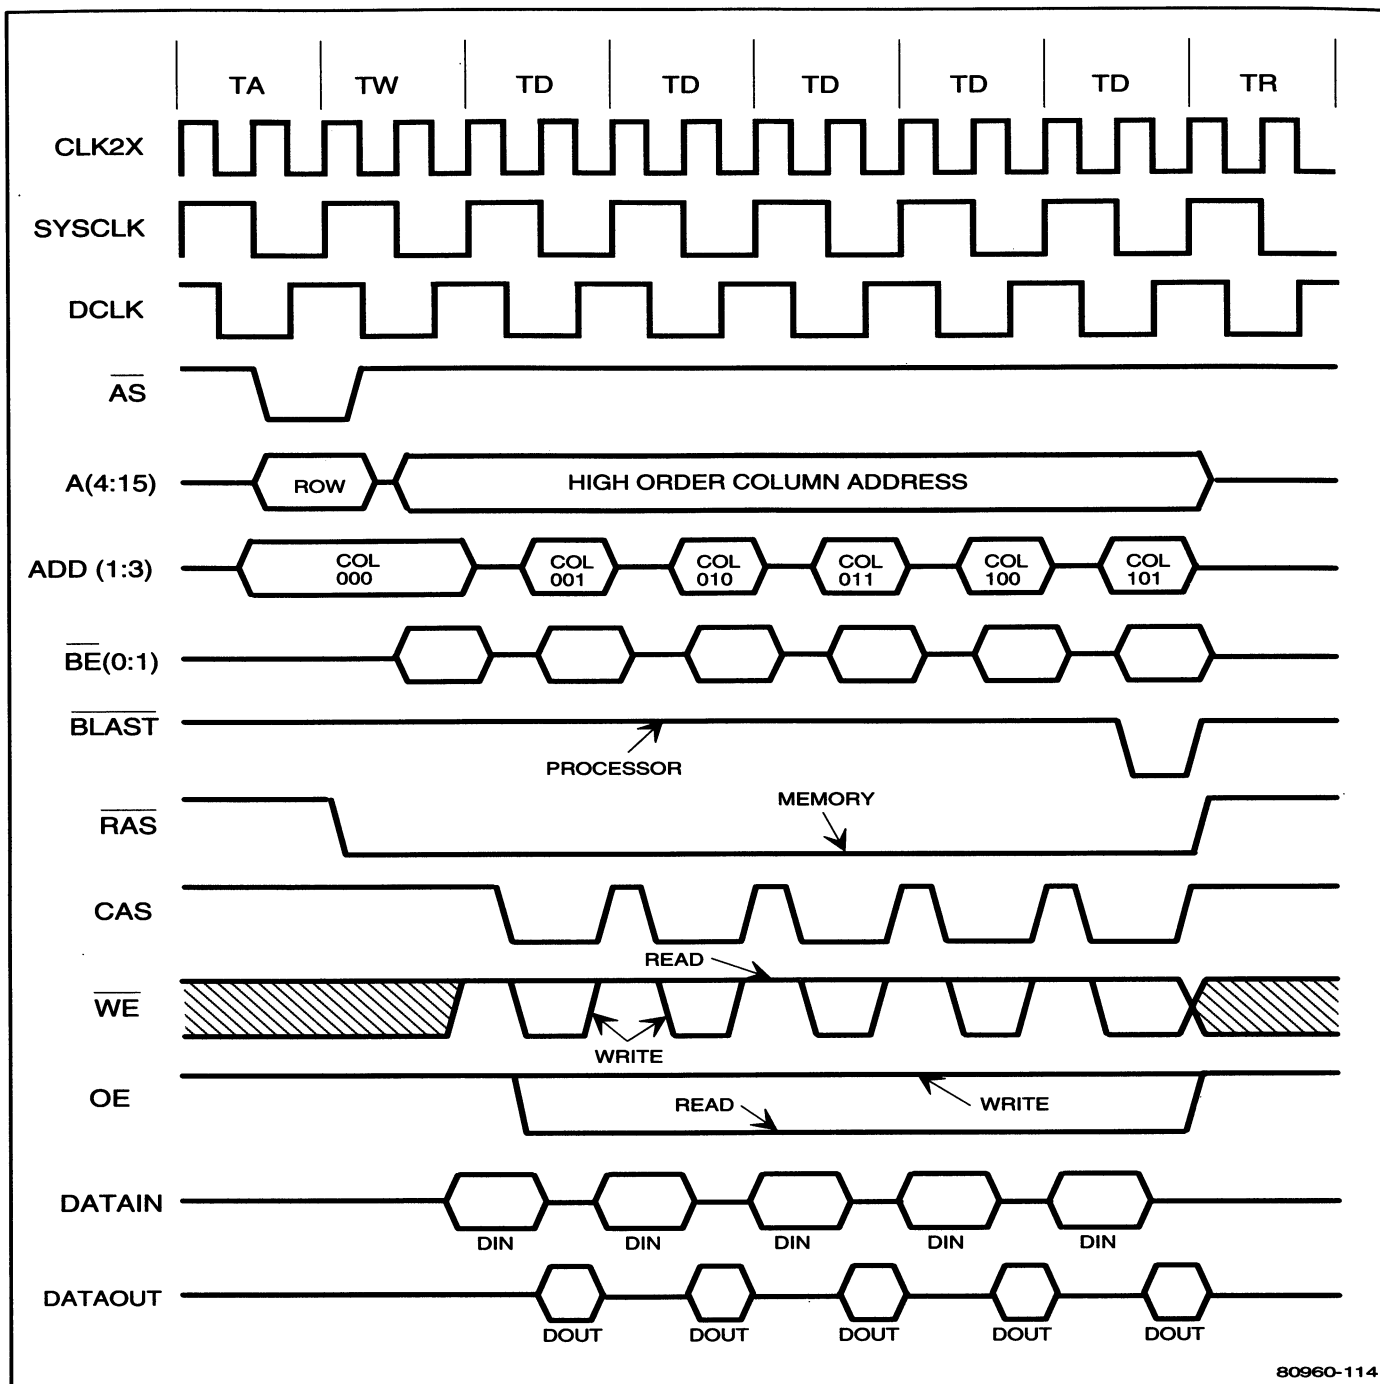 TA TW TD TD TD TD TD TR
CLK2X
SYSCLK
DCLK
AS
A(4:15) ROW HIGH ORDER COLUMN ADDRESS
ADD (1:3) COL 000 COL 001 COL 010 COL 011 COL 100 COL 101
BE(0:1)
BLAST
PROCESSOR
MEMORY
RAS
CAS
READ
WE
WRITE
OE
READ WRITE
DATAIN
DIN DIN DIN DIN DIN
DATAOUT
DOUT DOUT DOUT DOUT DOUT
80960-114